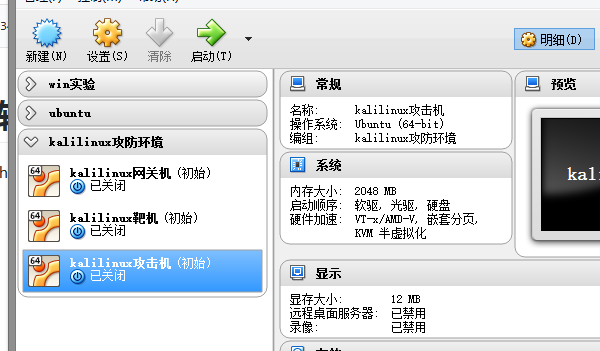 新建(N)
设置(S)
清除
启动(T)
明细(D)
win实验
ubuntu
kalilinux攻防环境
64
kalilinux网关机 (初始)
已关闭
64
kalilinux靶机 (初始)
已关闭
64
kalilinux攻击机 (初始)
已关闭
常规
名称: kalilinux攻击机
操作系统: Ubuntu (64-bit)
编组: kalilinux攻防环境
系统
内存大小: 2048 MB
启动顺序: 软驱, 光驱, 硬盘
硬件加速: VT-x/AMD-V, 嵌套分页,
KVM 半虚拟化
显示
显存大小: 12 MB
远程桌面服务器: 已禁用
录像: 已禁用
预览
kal